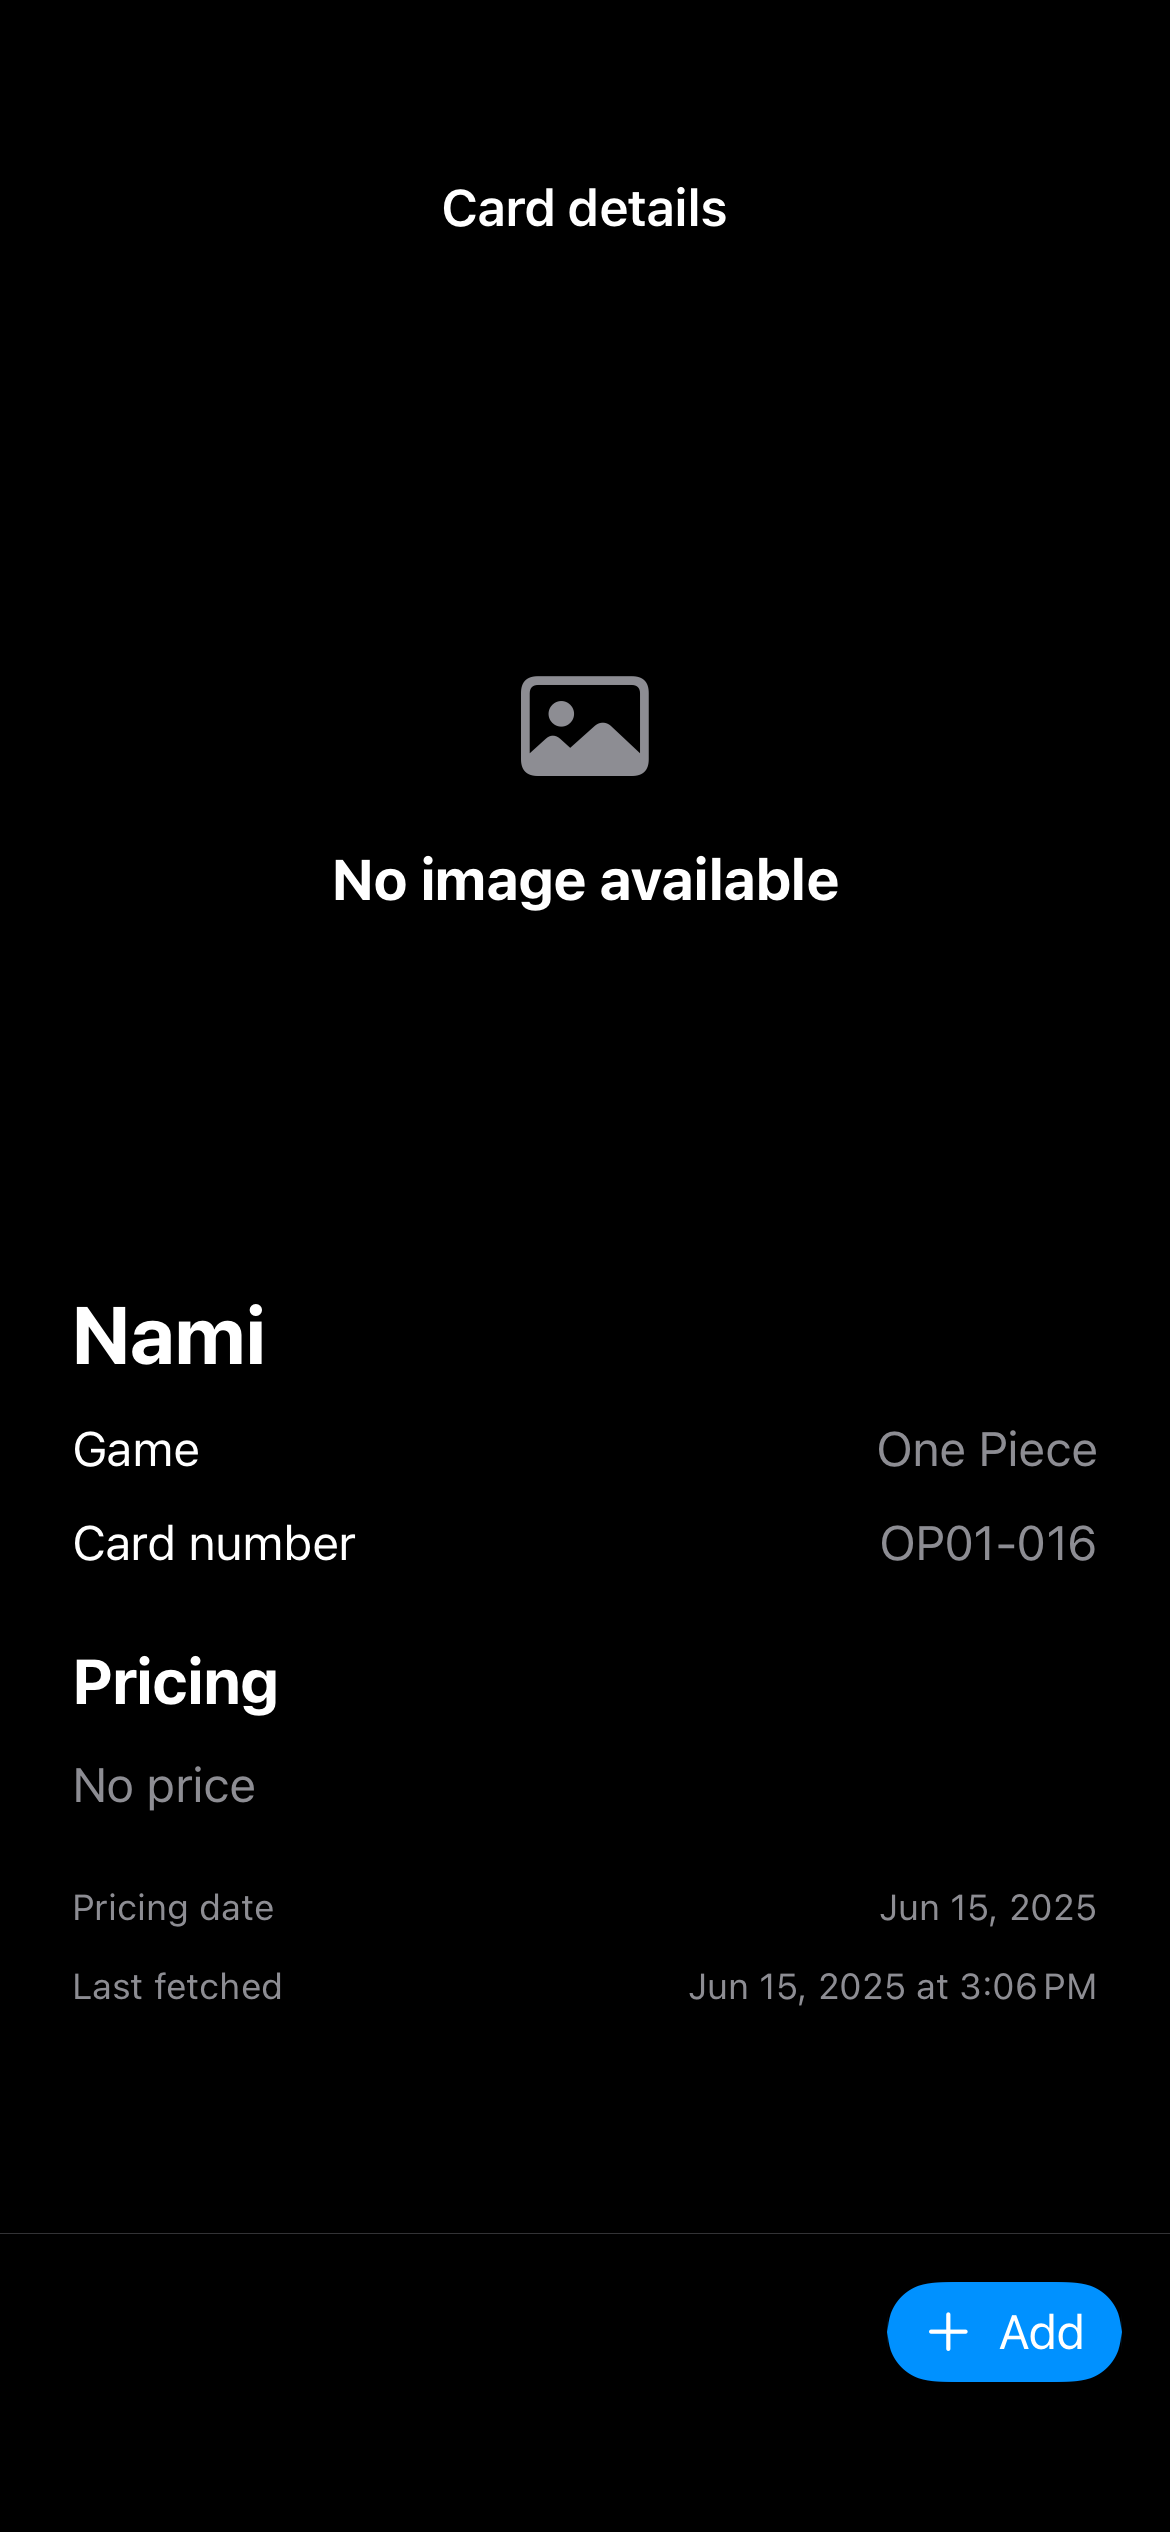 Card details
No image available
Nami
Game One Piece
Card number OP01-016
Pricing
No price
Pricing date Jun 15, 2025
Last fetched Jun 15, 2025 at 3:06 PM
Add